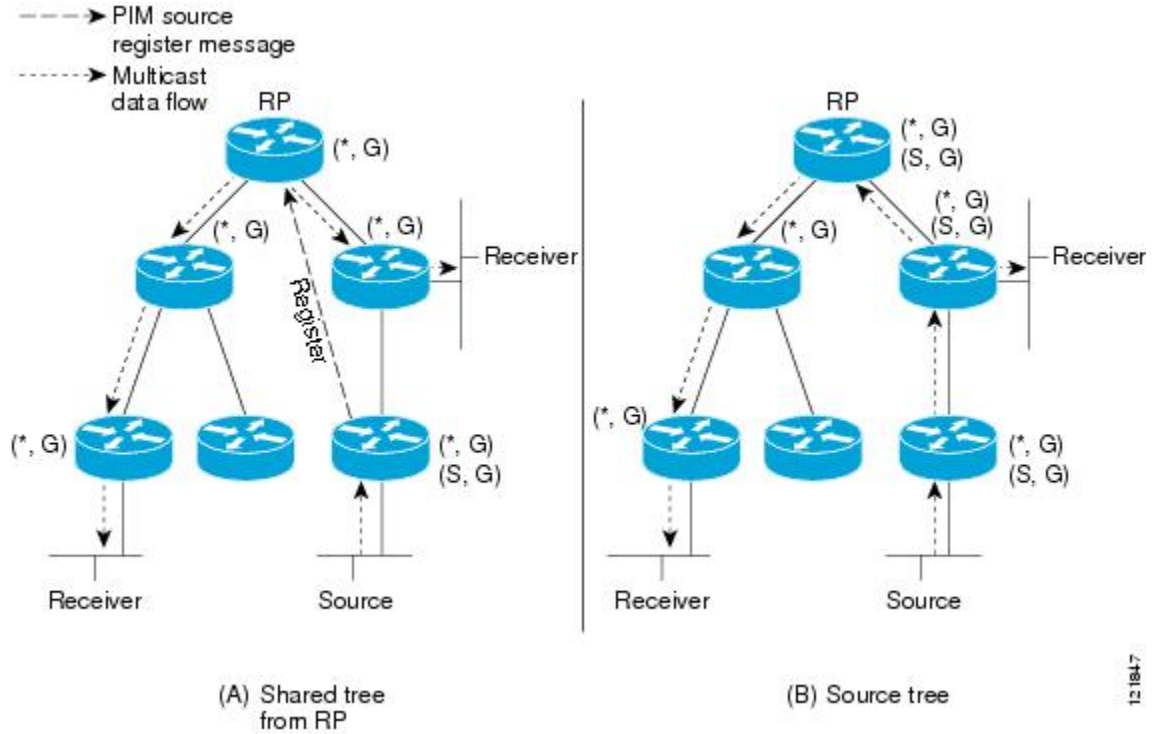 PIM source
register message
Multicast
data flow
RP
(*, G)
(*, G)
(*, G)
Receiver
Register
(*, G)
(*, G)
(S, G)
Receiver
Source
(A) Shared tree
from RP
RP
(*, G)
(S, G)
(*, G)
(S, G)
(*, G)
Receiver
(*, G)
(*, G)
(S, G)
Receiver
Source
(B) Source tree
121847